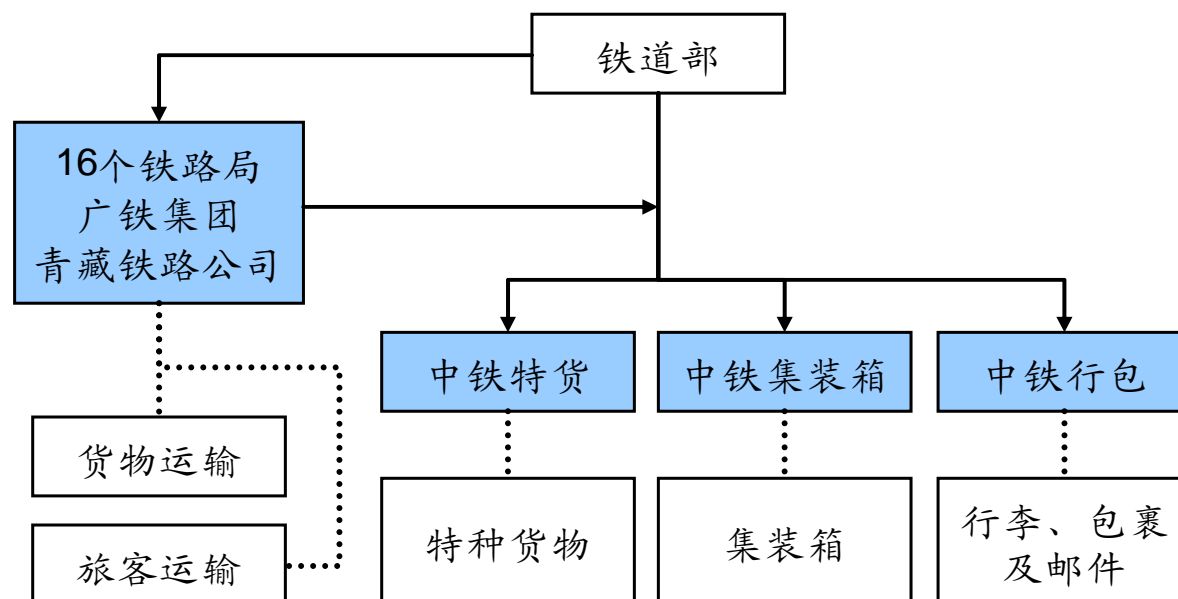 铁道部
16个铁路局
广铁集团
青藏铁路公司
中铁特货
中铁集装箱
中铁行包
货物运输
旅客运输
特种货物
集装箱
行李、包裹
及邮件